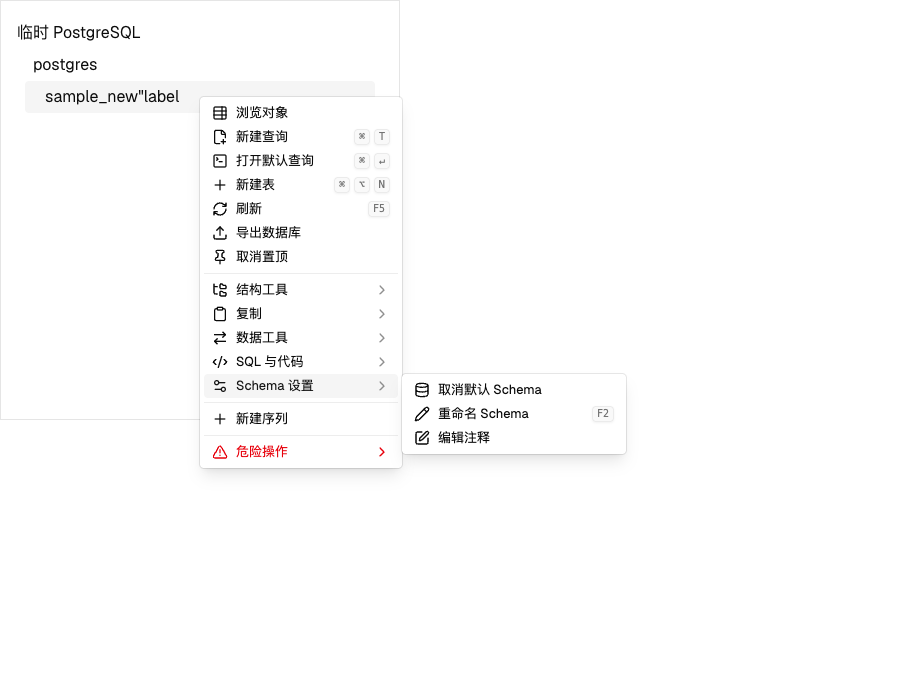 临时 PostgreSQL
postgres
sample_new"label
浏览对象
新建查询 ⌘ T
打开默认查询 ⌘ ↵
新建表 ⌘ ⌥ N
刷新 F5
导出数据库
取消置顶
结构工具
复制
数据工具
SQL 与代码
Schema 设置
取消默认 Schema
重命名 Schema F2
编辑注释
新建序列
危险操作